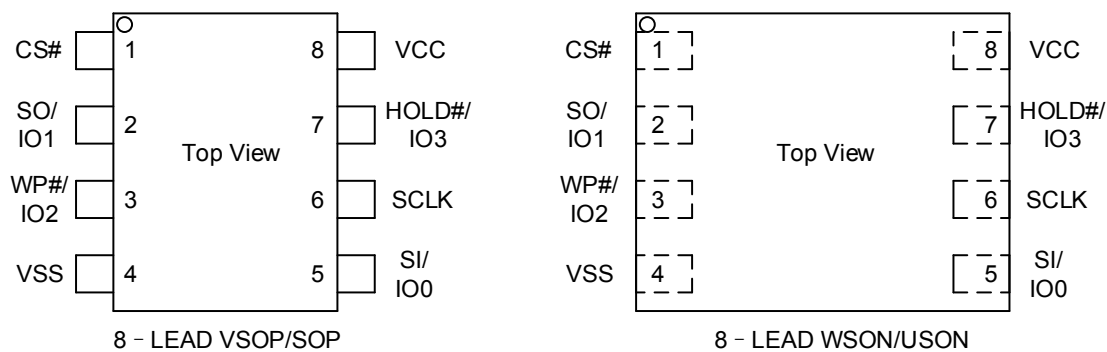 CS#
1
8
VCC
SO/
IO1
2
7
HOLD#/
IO3
Top View
WP#/
IO2
3
6
SCLK
VSS
4
5
SI/
IO0
8 - LEAD VSOP/SOP
CS#
1
8
VCC
SO/
IO1
2
7
HOLD#/
IO3
Top View
WP#/
IO2
3
6
SCLK
VSS
4
5
SI/
IO0
8 - LEAD WSON/USON